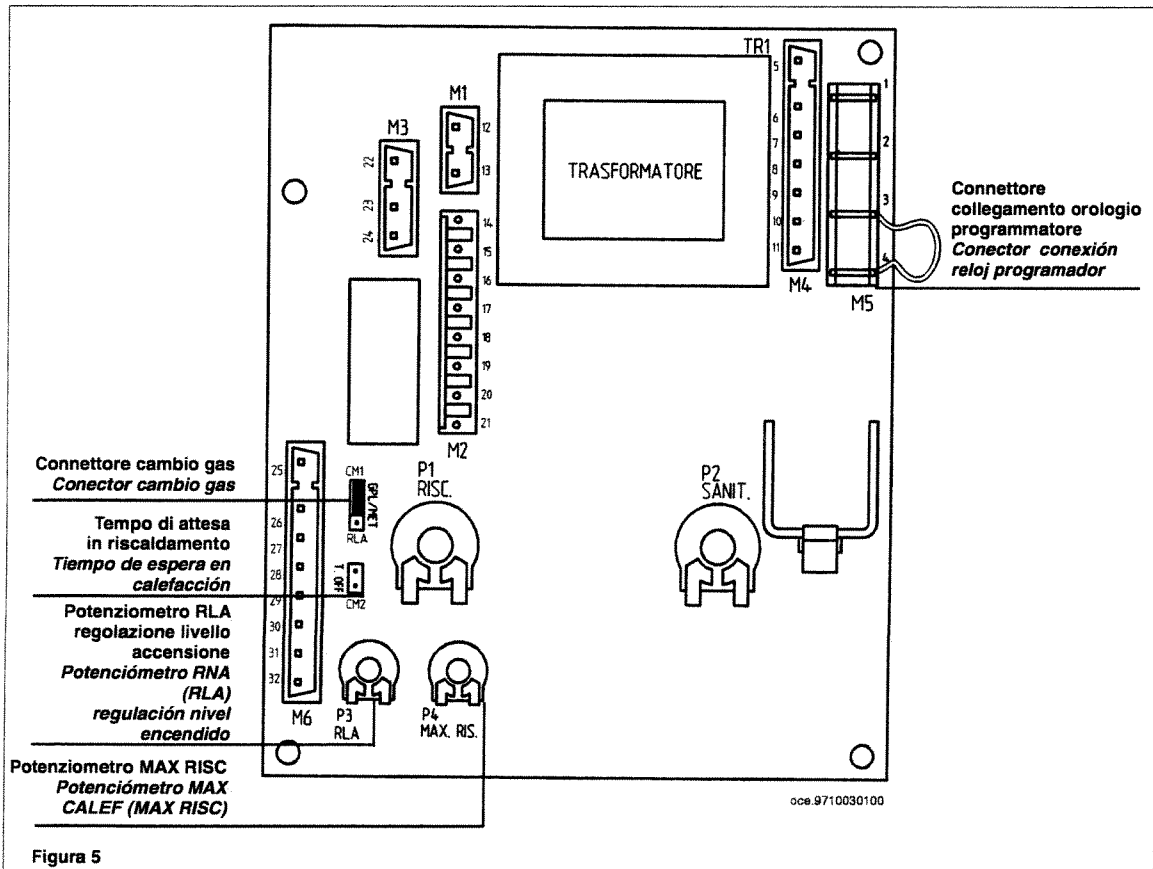 TR1
5
6
7
8
9
10
11
M4
1
2
3
4
M5
M1
12
13
M3
22
23
24
TRASFORMATORE
14
15
16
17
18
19
20
21
M2
Connettore
collegamento orologio
programmatore
Conector conexión
reloj programador
Connettore cambio gas
Conector cambio gas
Tempo di attesa
in riscaldamento
Tiempo de espera en
calefacción
Potenziometro RLA
regolazione livello
accensione
Potenciómetro RNA
(RLA)
regulación nivel
encendido
Potenziometro MAX RISC
Potenciómetro MAX
CALEF (MAX RISC)
25
26
27
28
29
30
31
32
M6
CM1
GPL/MET
RLA
T. OFF
CM2
P1
RISC.
P2
SANIT.
P3
RLA
P4
MAX. RIS.
oce.9710030100
Figura 5